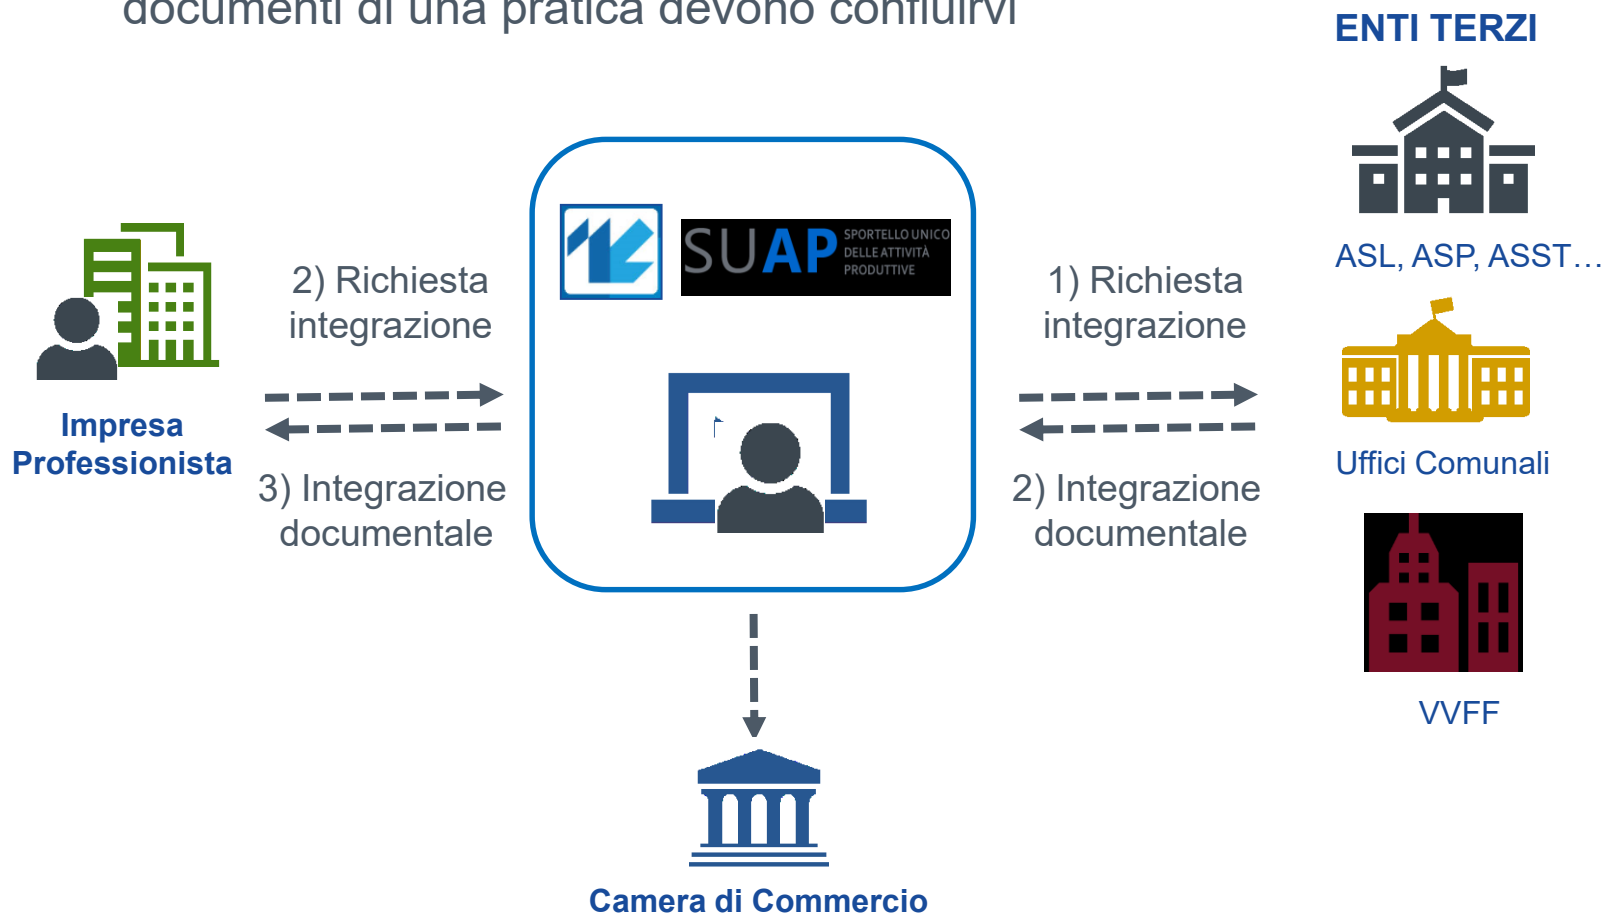 documenti di una pratica devono confluirvi
ENTI TERZI
SUAP SPORTELLO UNICO
DELLE ATTIVITÀ
PRODUTTIVE
ASL, ASP, ASST…
2) Richiesta
integrazione
1) Richiesta
integrazione
Impresa
Professionista
Uffici Comunali
3) Integrazione
documentale
2) Integrazione
documentale
VVFF
Camera di Commercio